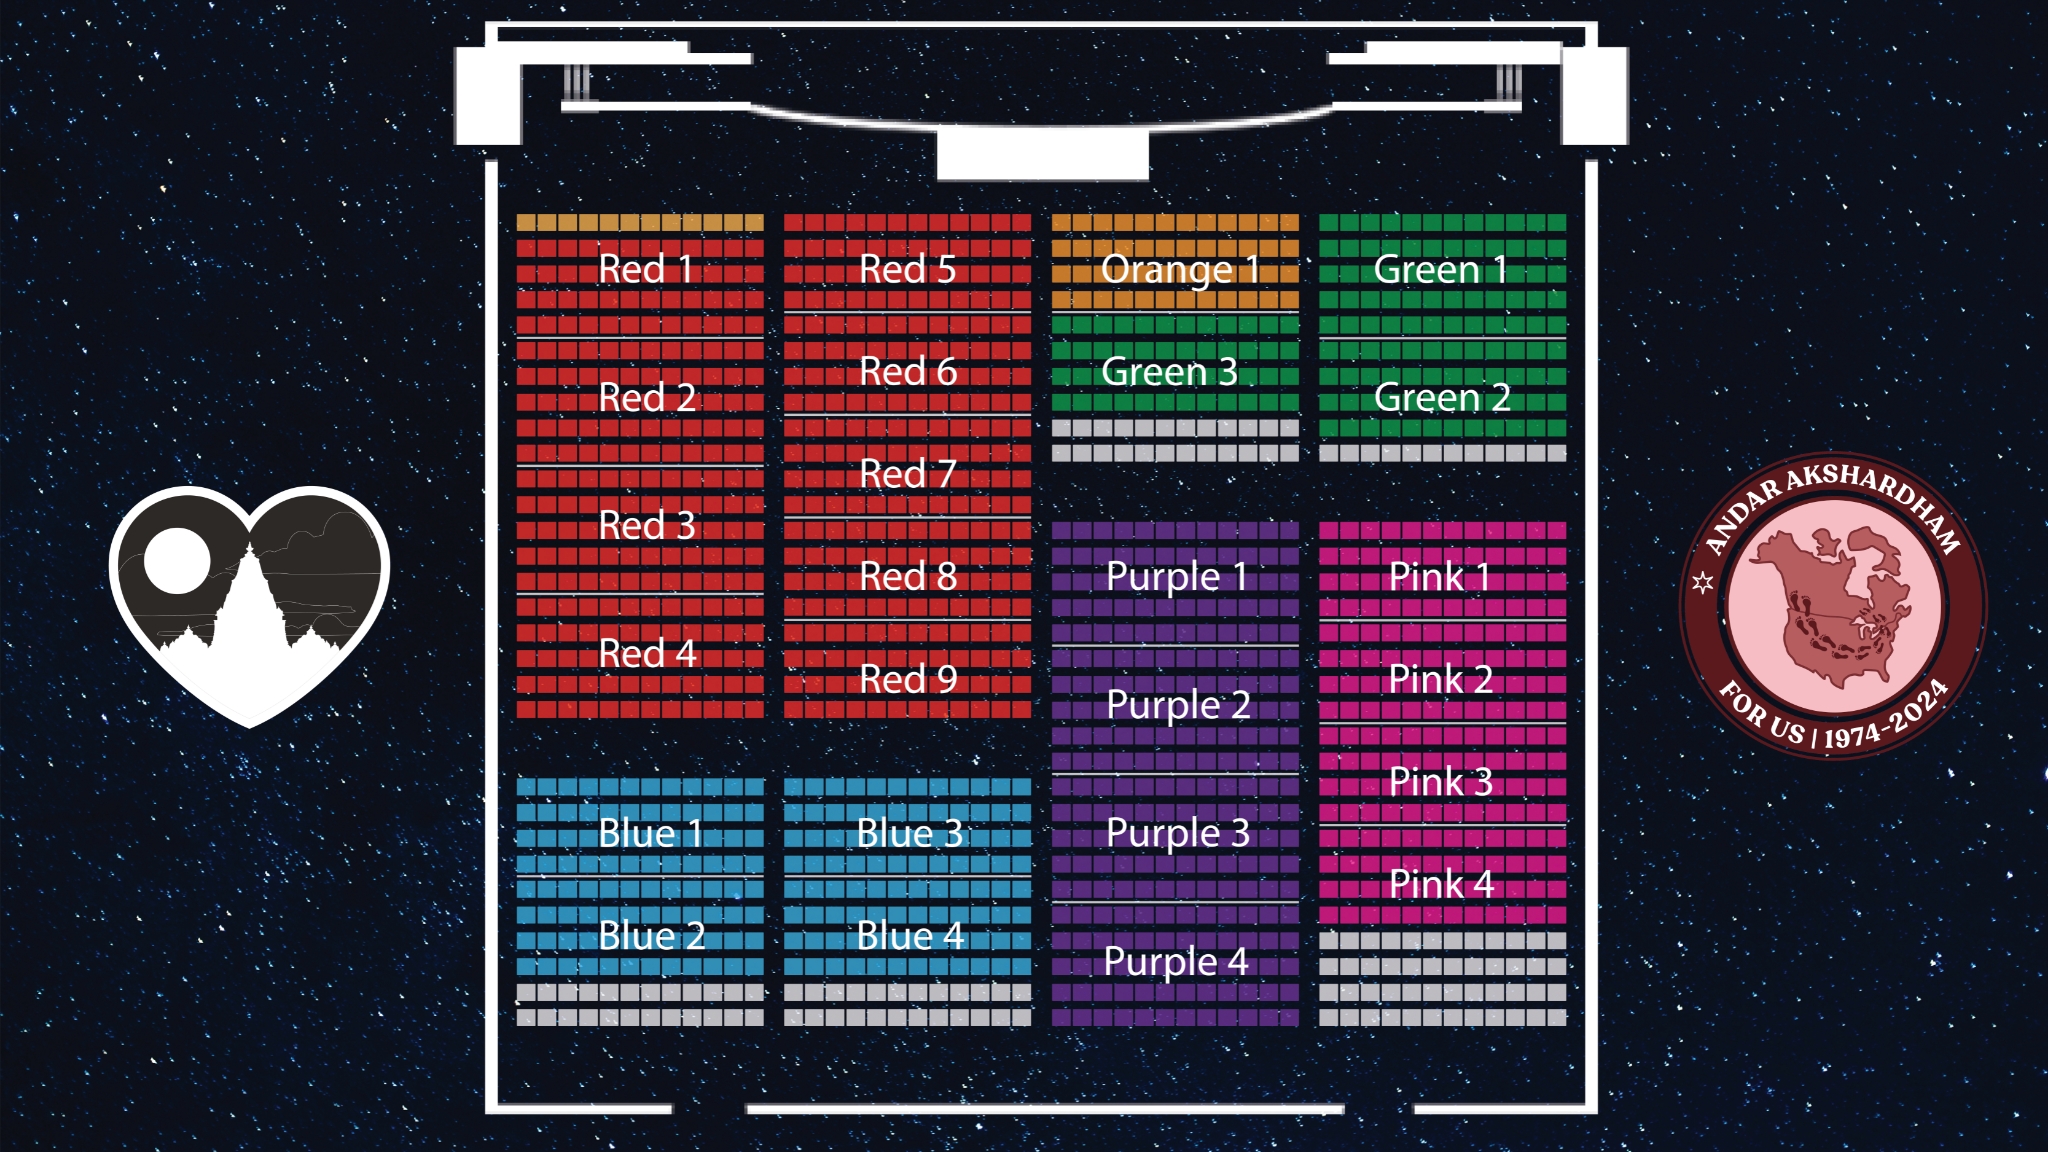 Red 1
Red 5
Orange 1
Green 1
Red 2
Red 6
Green 3
Green 2
Red 3
Red 7
Red 4
Red 8
Purple 1
Pink 1
Red 9
Purple 2
Pink 2
Blue 1
Blue 3
Purple 3
Pink 3
Blue 2
Blue 4
Purple 4
Pink 4
ANDAR AKSHARDHAM
FOR US | 1974-2024